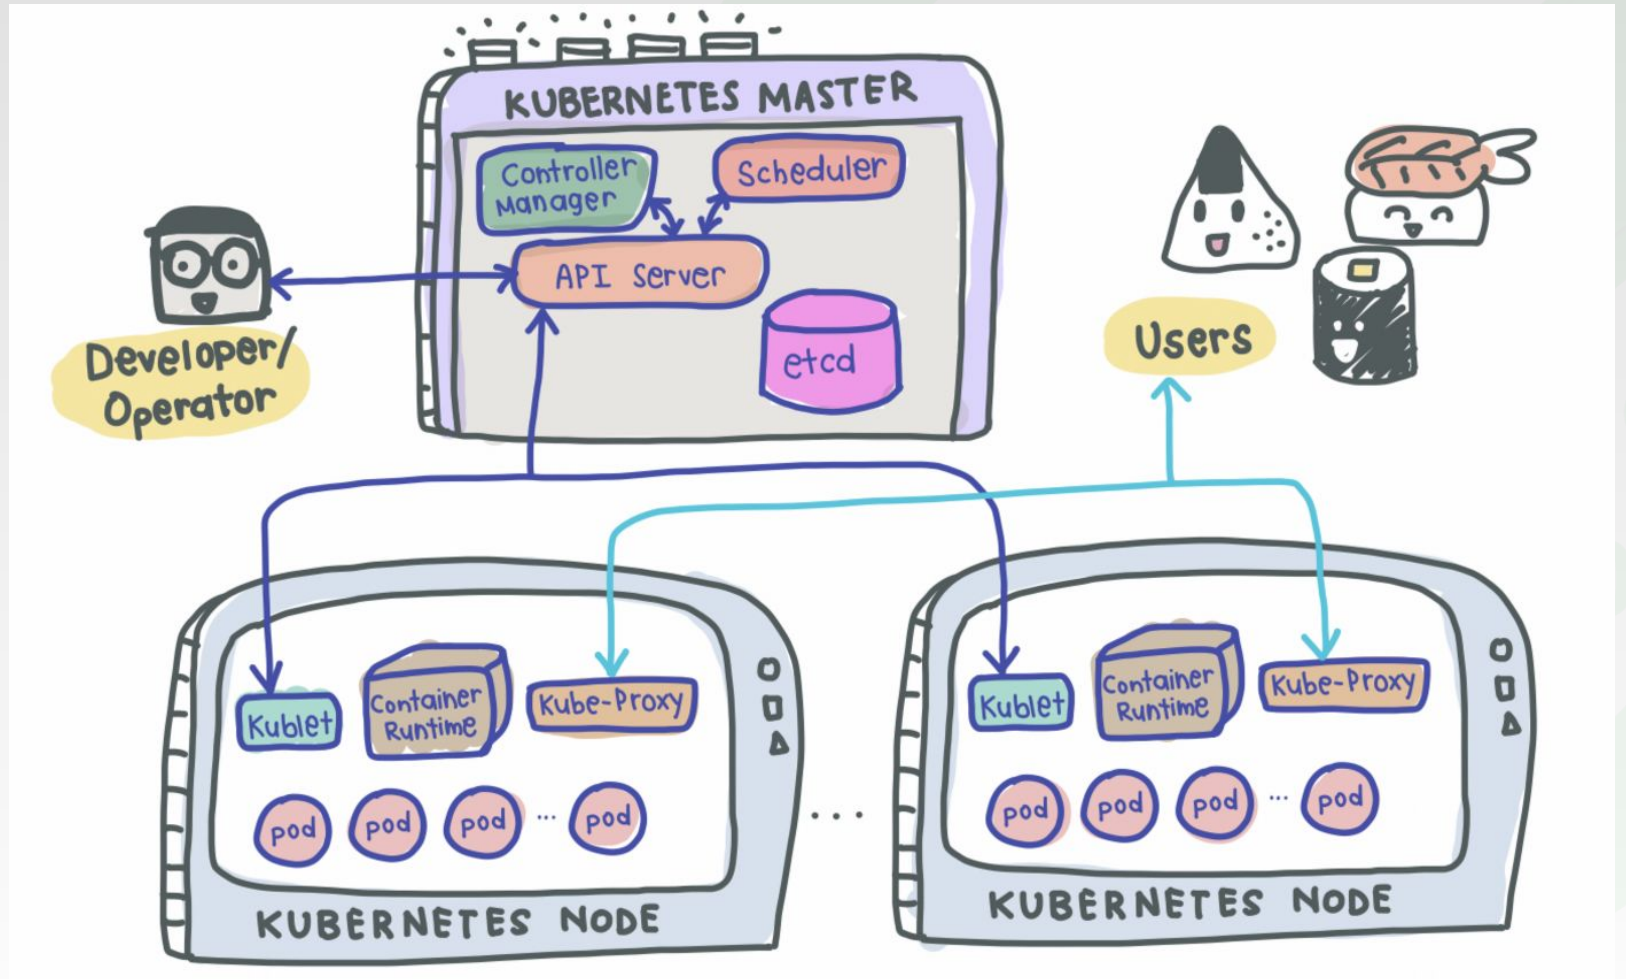 KUBERNETES MASTER
Controller
Manager
Scheduler
API Server
etcd
Developer/
Operator
Users
Kublet
Container
Runtime
Kube-Proxy
pod
pod
pod
...
pod
KUBERNETES NODE
...
Kublet
Container
Runtime
Kube-Proxy
pod
pod
pod
...
pod
KUBERNETES NODE